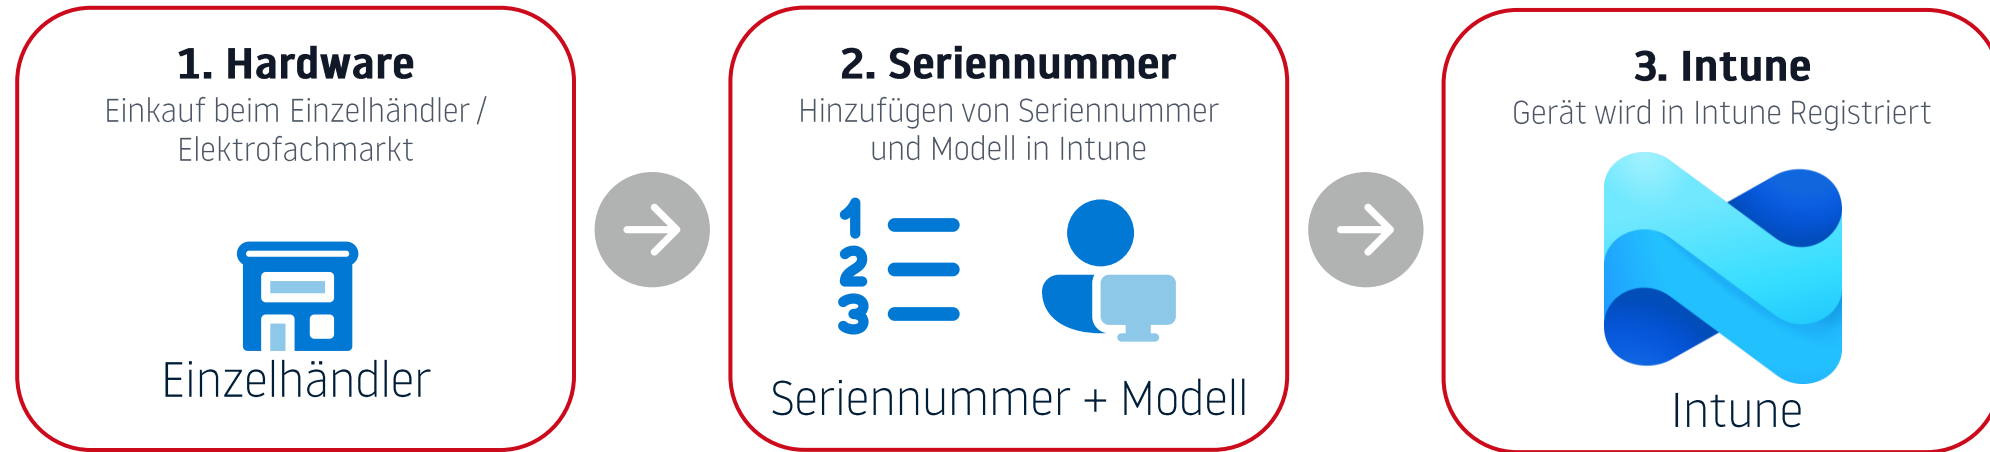 1. Hardware
Einkauf beim Einzelhändler /
Elektrofachmarkt
Einzelhändler
2. Seriennummer
Hinzufügen von Seriennummer
und Modell in Intune
1
2
3
Seriennummer + Modell
3. Intune
Gerät wird in Intune Registriert
Intune